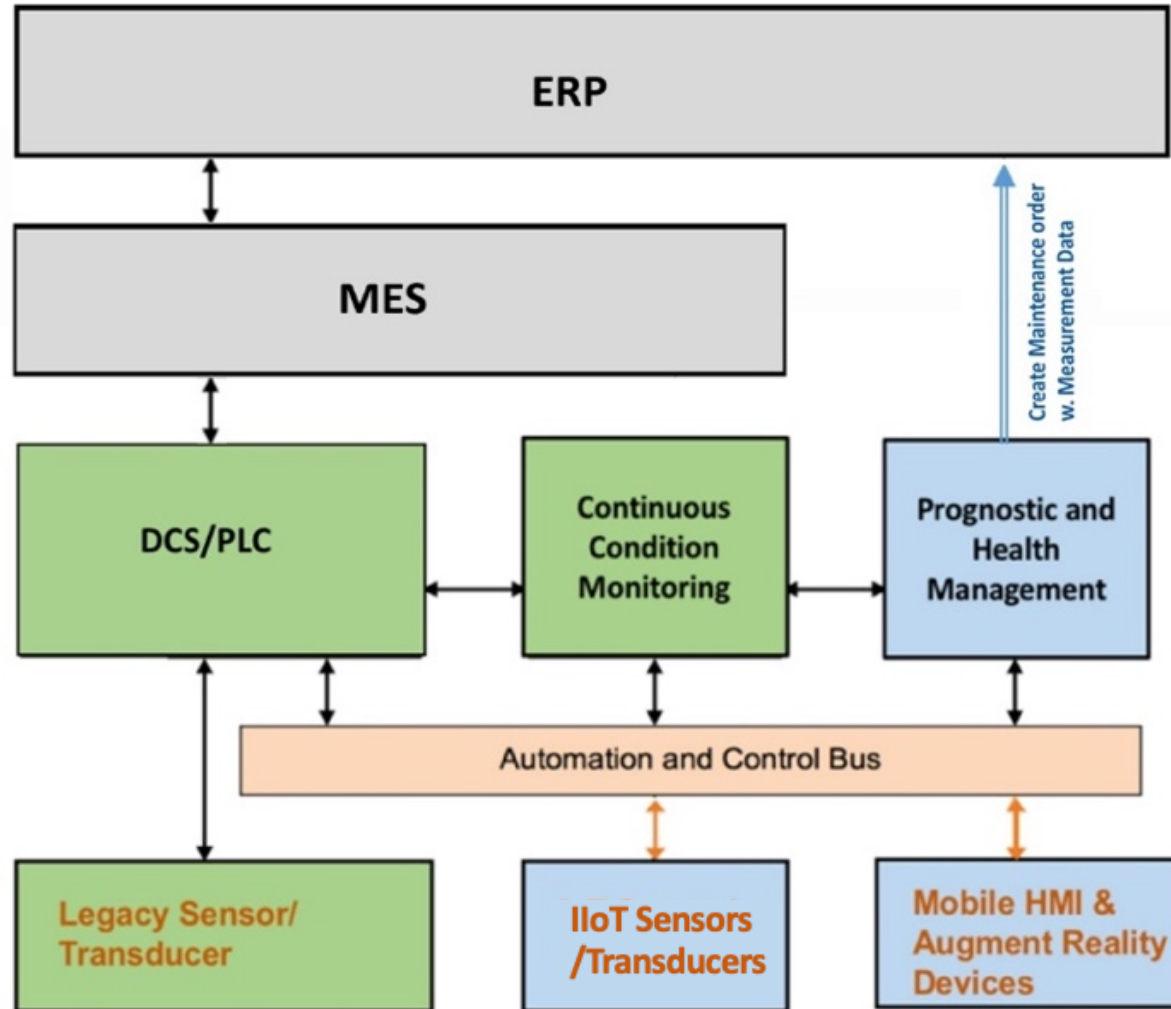 ERP
MES
Create Maintenance order
w. Measurement Data
DCS/PLC
Continuous
Condition
Monitoring
Prognostic and
Health
Management
Automation and Control Bus
Legacy Sensor/
Transducer
IIoT Sensors
/Transducers
Mobile HMI &
Augment Reality
Devices